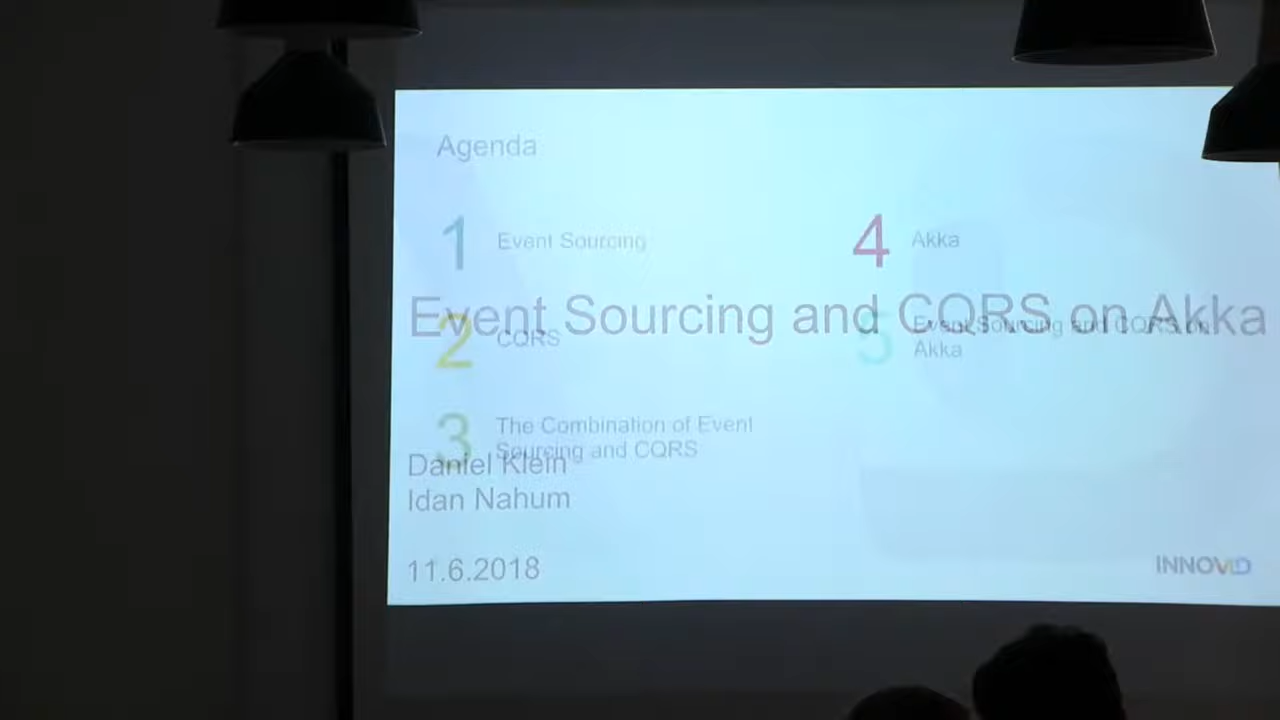 Agenda
1 Event Sourcing
4 Akka
Event Sourcing and CQRS on Akka
2 CQRS
5 Event Sourcing and CQRS on
Akka
3 The Combination of Event
Sourcing and CQRS
Daniel Klein
Idan Nahum
11.6.2018
INNOVID